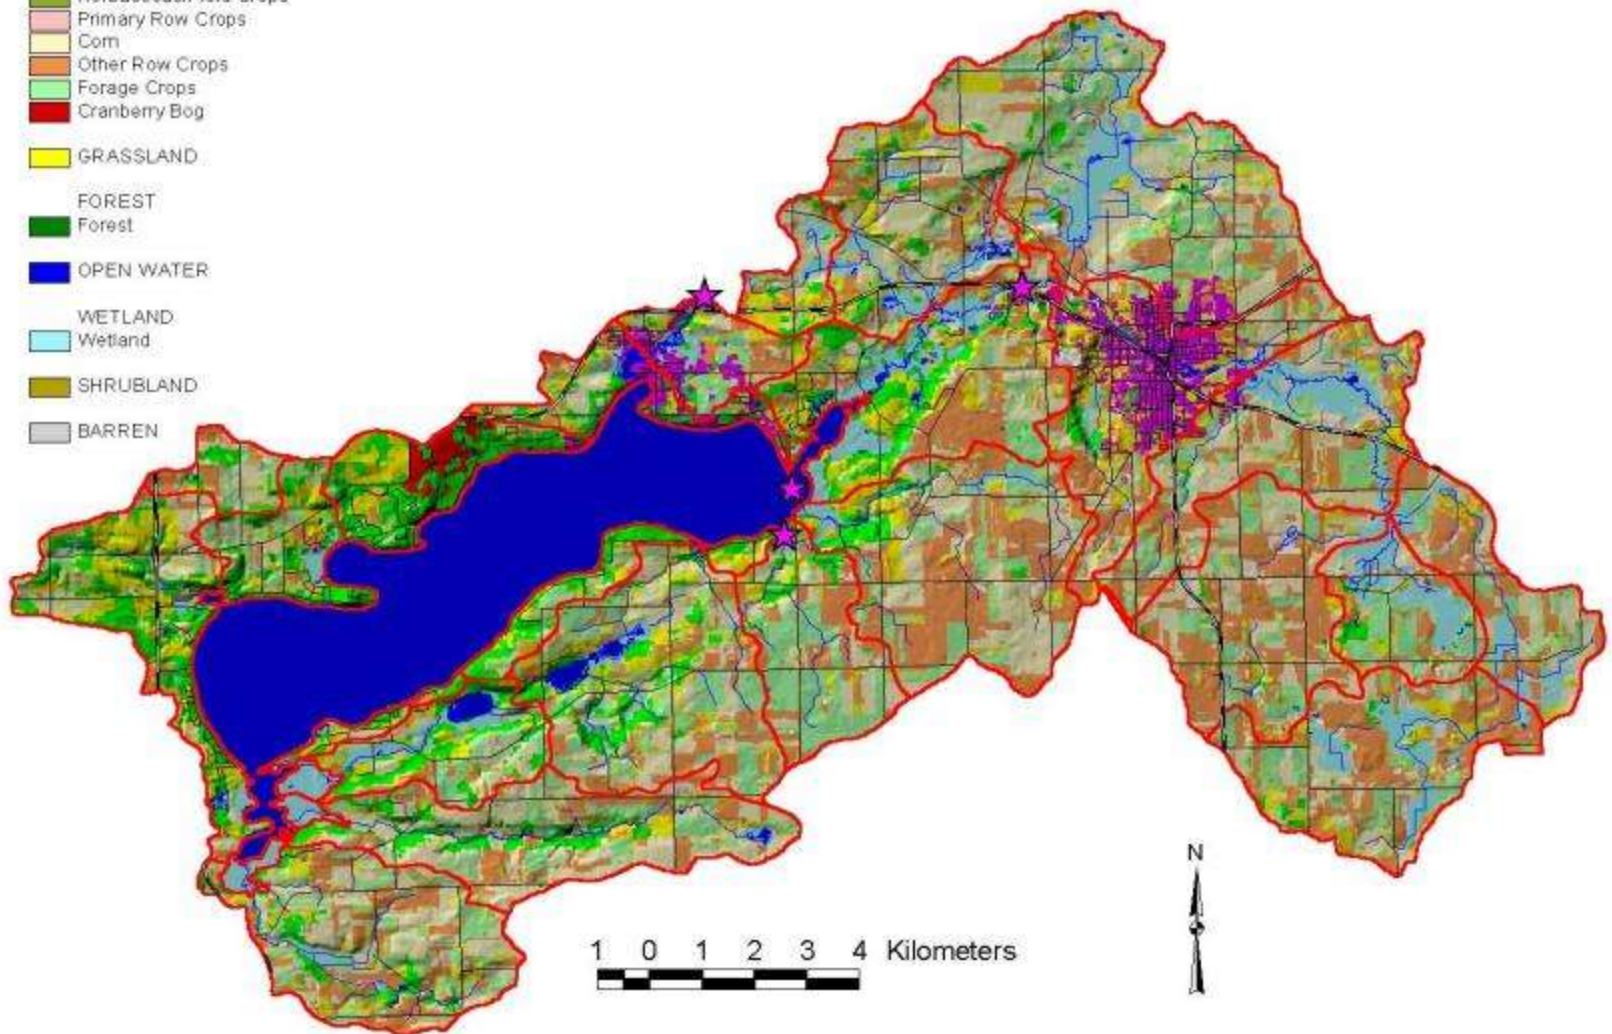 Primary Row Crops
Corn
Other Row Crops
Forage Crops
Cranberry Bog
GRASSLAND
FOREST
Forest
OPEN WATER
WETLAND
Wetland
SHRUBLAND
BARREN
N
1 0 1 2 3 4 Kilometers